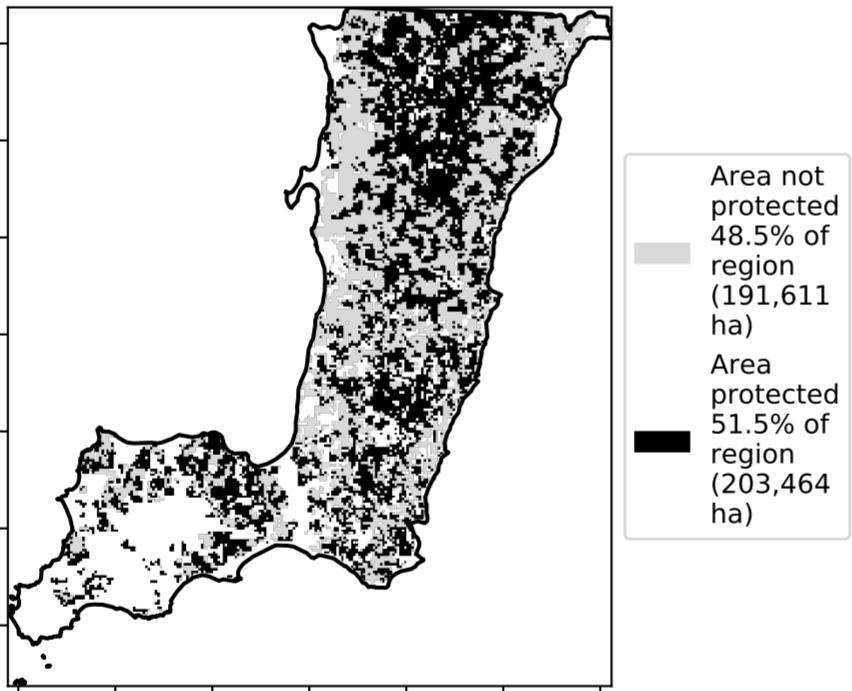 Area not
protected
48.5% of
region
(191,611
ha)
Area
protected
51.5% of
region
(203,464
ha)